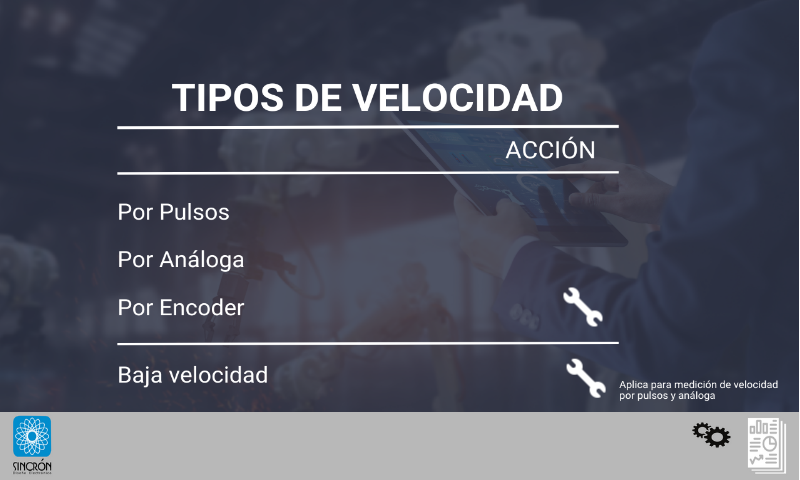 TIPOS DE VELOCIDAD
ACCIÓN
Por Pulsos
Por Análoga
Por Encoder
Baja velocidad
Aplica para medición de velocidad
por pulsos y análoga
SINCRÓN